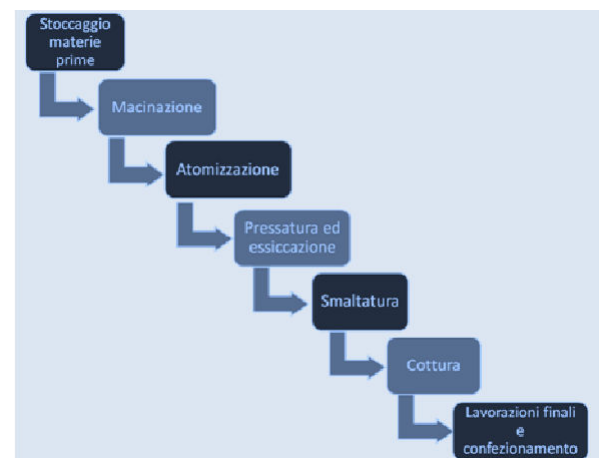 Stoccaggio
materie
prime
Macinazione
Atomizzazione
Pressatura ed
essiccazione
Smaltatura
Cottura
Lavorazioni finali
e
confezionamento